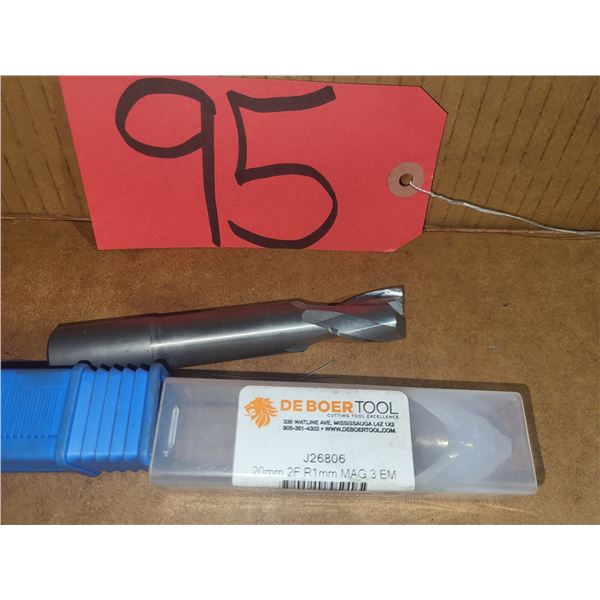 95
DE BOER TOOL
CUTTING TOOL EXCELLENCE
336 WATLINE AVE, MISSISSAUGA L4Z 1X2
905-361-4303 • WWW.DEBOERTOOL.COM
J26806
20mm 2F R1mm MAG 3 EM